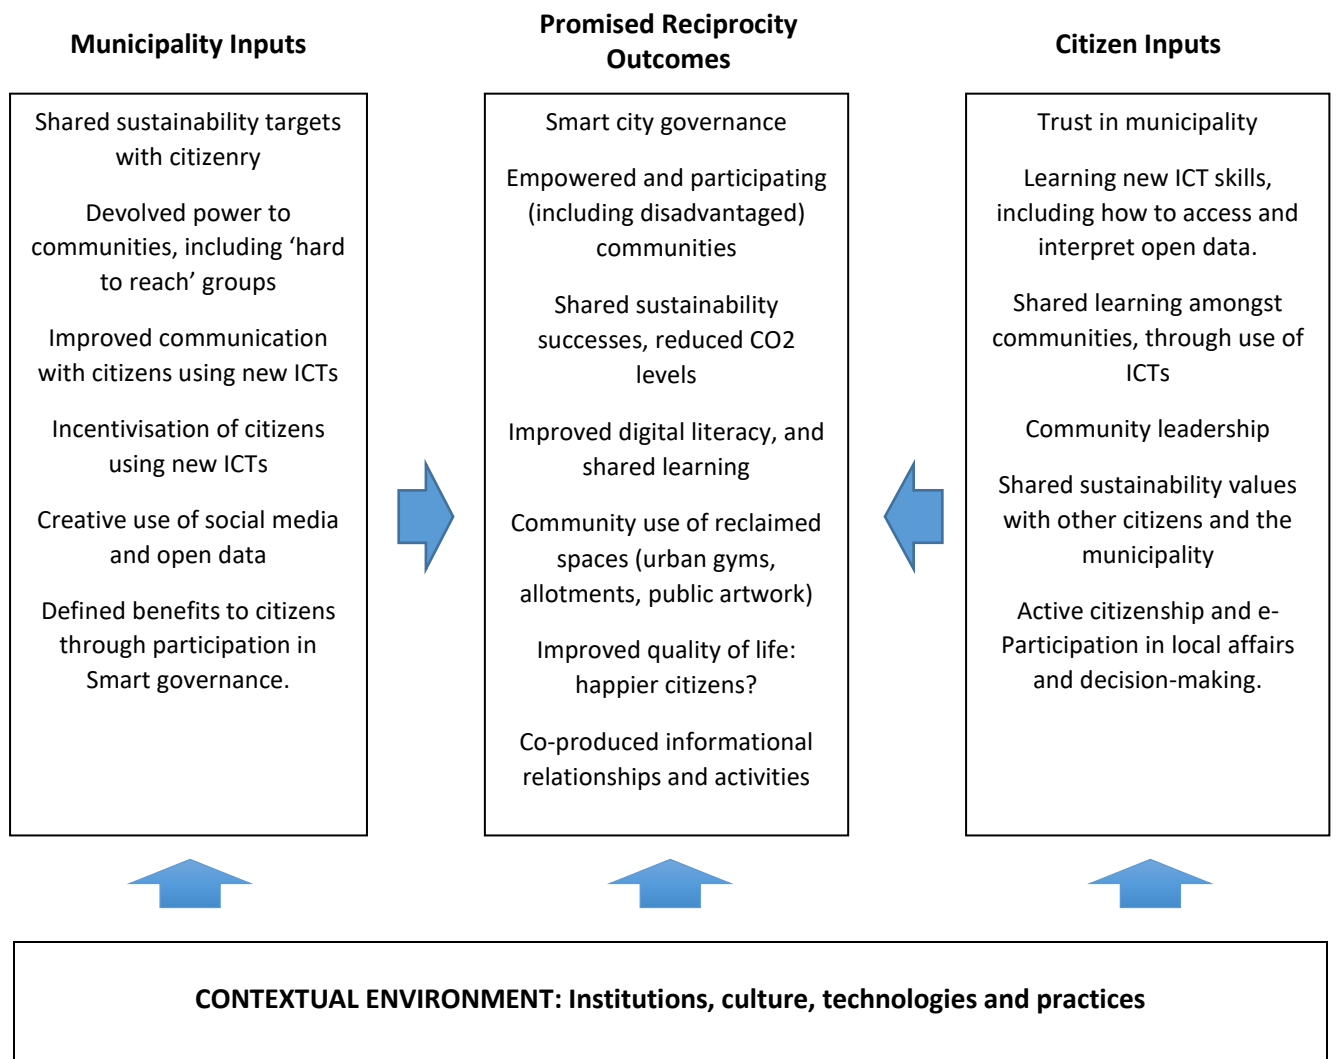 Municipality Inputs
Shared sustainability targets
with citizenry
Devolved power to
communities, including ‘hard
to reach’ groups
Improved communication
with citizens using new ICTs
Incentivisation of citizens
using new ICTs
Creative use of social media
and open data
Defined benefits to citizens
through participation in
Smart governance.
Promised Reciprocity
Outcomes
Smart city governance
Empowered and participating
(including disadvantaged)
communities
Shared sustainability
successes, reduced CO2
levels
Improved digital literacy, and
shared learning
Community use of reclaimed
spaces (urban gyms,
allotments, public artwork)
Improved quality of life:
happier citizens?
Co-produced informational
relationships and activities
Citizen Inputs
Trust in municipality
Learning new ICT skills,
including how to access and
interpret open data.
Shared learning amongst
communities, through use of
ICTs
Community leadership
Shared sustainability values
with other citizens and the
municipality
Active citizenship and e-
Participation in local affairs
and decision-making.
CONTEXTUAL ENVIRONMENT: Institutions, culture, technologies and practices